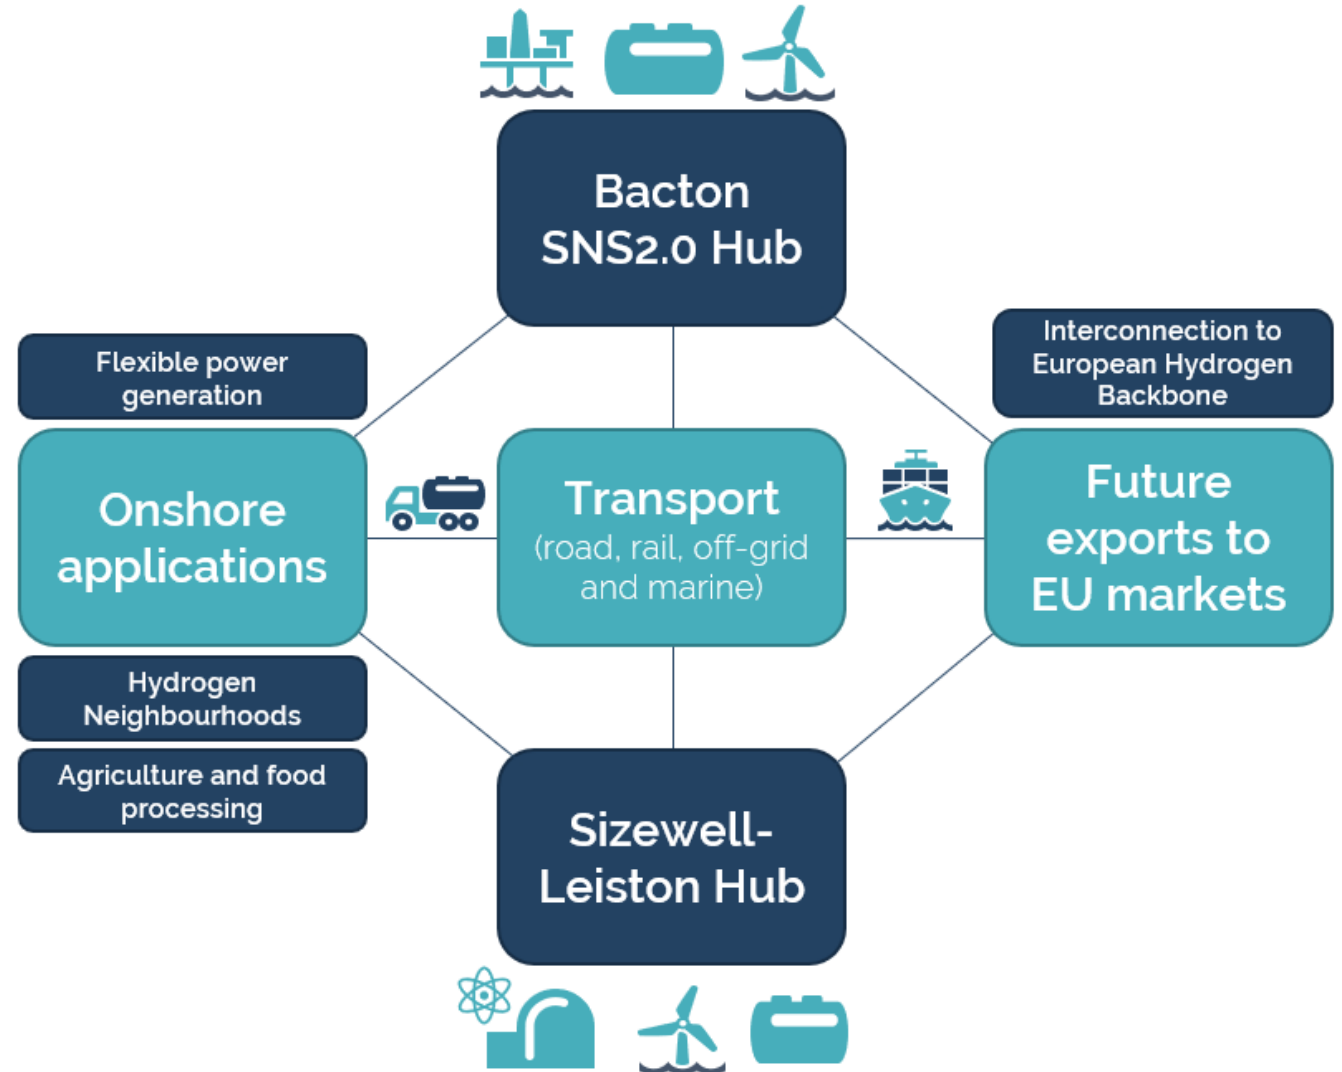 Bacton
SNS2.0 Hub
Flexible power
generation
Onshore
applications
Hydrogen
Neighbourhoods
Agriculture and food
processing
Transport
(road, rail, off-grid
and marine)
Interconnection to
European Hydrogen
Backbone
Future
exports to
EU markets
Sizewell-
Leiston Hub